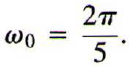 ω₀ = 2π/5.